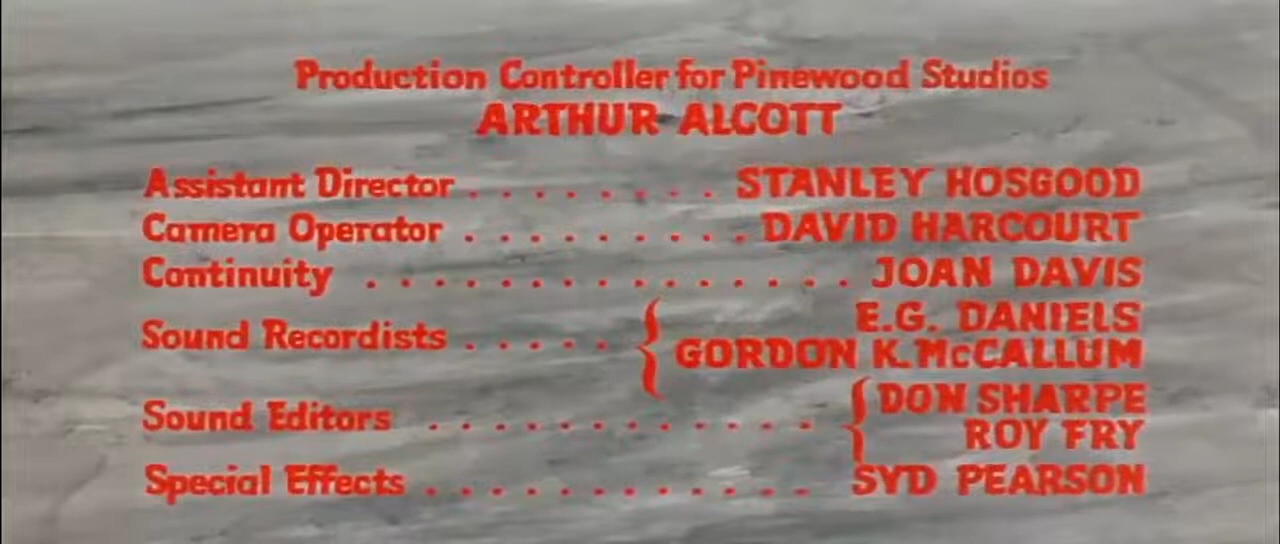 Production Controller for Pinewood Studios
ARTHUR ALCOTT
Assistant Director . . . . . . . . STANLEY HOSGOOD
Camera Operator . . . . . . . . . DAVID HARCOURT
Continuity . . . . . . . . . . . . . . . JOAN DAVIS
E.G. DANIELS
Sound Recordists . . . . . { GORDON K. McCALLUM
DON SHARPE
Sound Editors . . . . . . . . . . . . . { ROY FRY
Special Effects . . . . . . . . . . . . SYD PEARSON